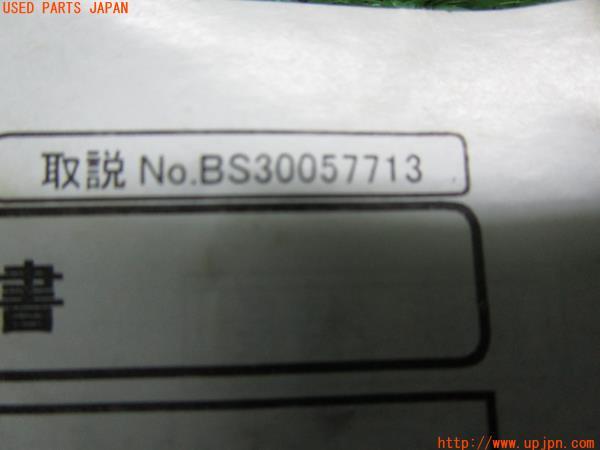 USED PARTS JAPAN
取説 No.BS30057713
書
http://www.upjpn.com/